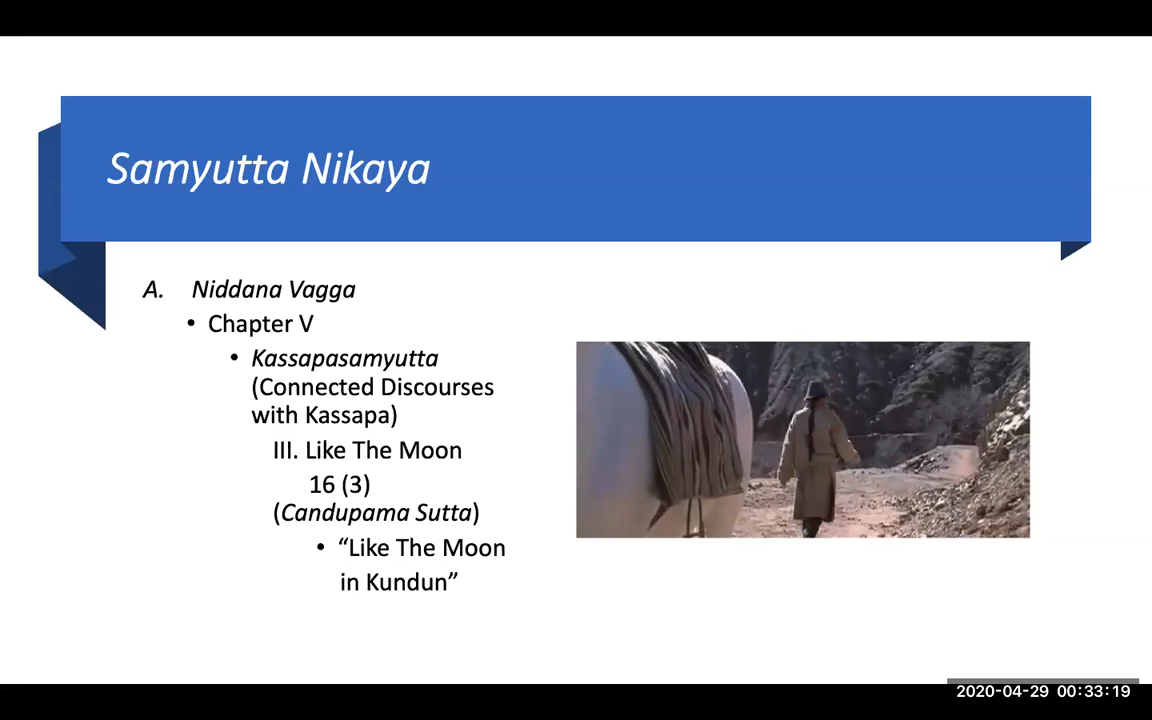 Samyutta Nikaya
A. Niddana Vagga
• Chapter V
• Kassapasamyutta
(Connected Discourses
with Kassapa)
III. Like The Moon
16 (3)
(Candupama Sutta)
• “Like The Moon
in Kundun”
2020-04-29 00:33:19